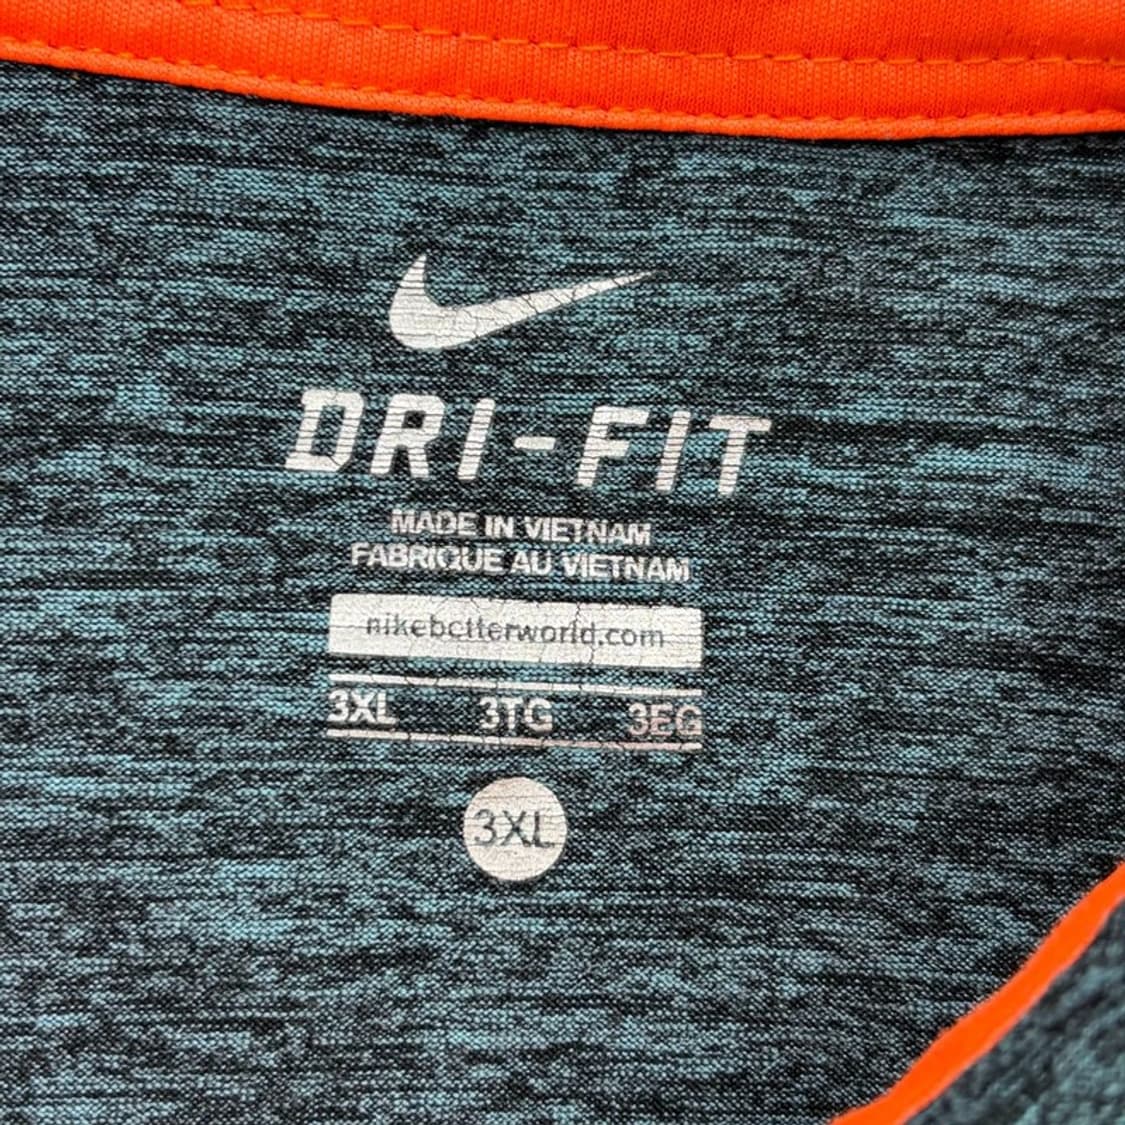 DRI-FIT
MADE IN VIETNAM
FABRIQUE AU VIETNAM
nikebetterworld.com
3XL 3TG 3EG
3XL